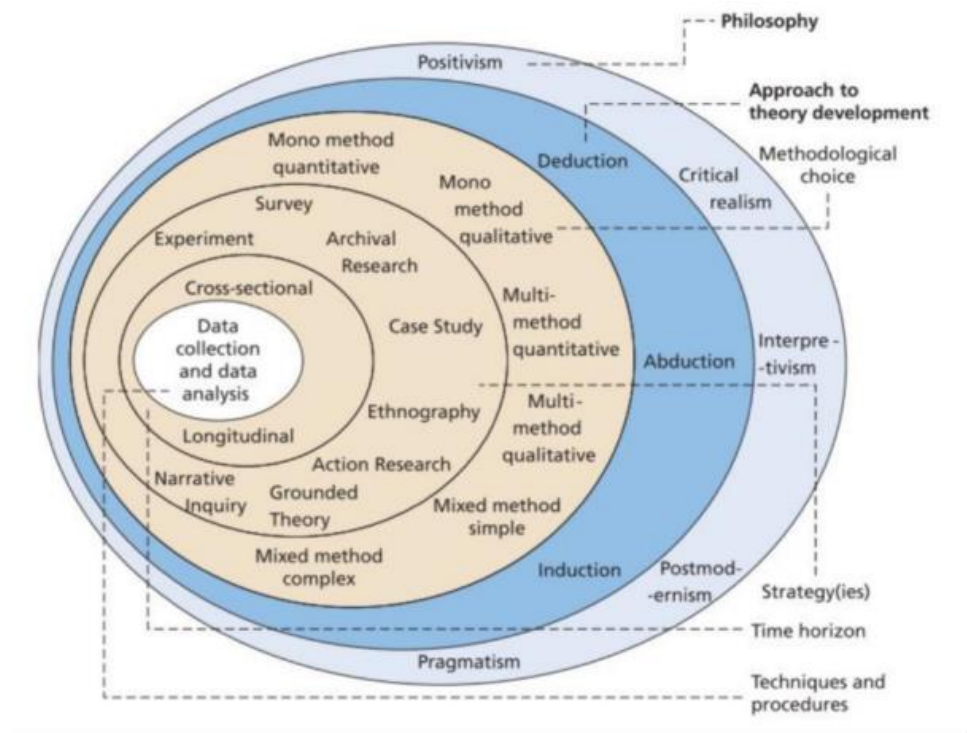 Philosophy
Positivism
Approach to
theory development
Mono method
quantitative
Deduction
Methodological
choice
Critical
realism
Mono
method
qualitative
Survey
Experiment
Archival
Research
Cross-sectional
Multi-
method
quantitative
Data
collection
and data
analysis
Case Study
Abduction
Interpre-
-tivism
Ethnography
Multi-
method
qualitative
Longitudinal
Action Research
Narrative
Inquiry
Grounded
Theory
Mixed method
simple
Mixed method
complex
Induction
Postmod-
-ernism
Strategy(ies)
Time horizon
Pragmatism
Techniques and
procedures